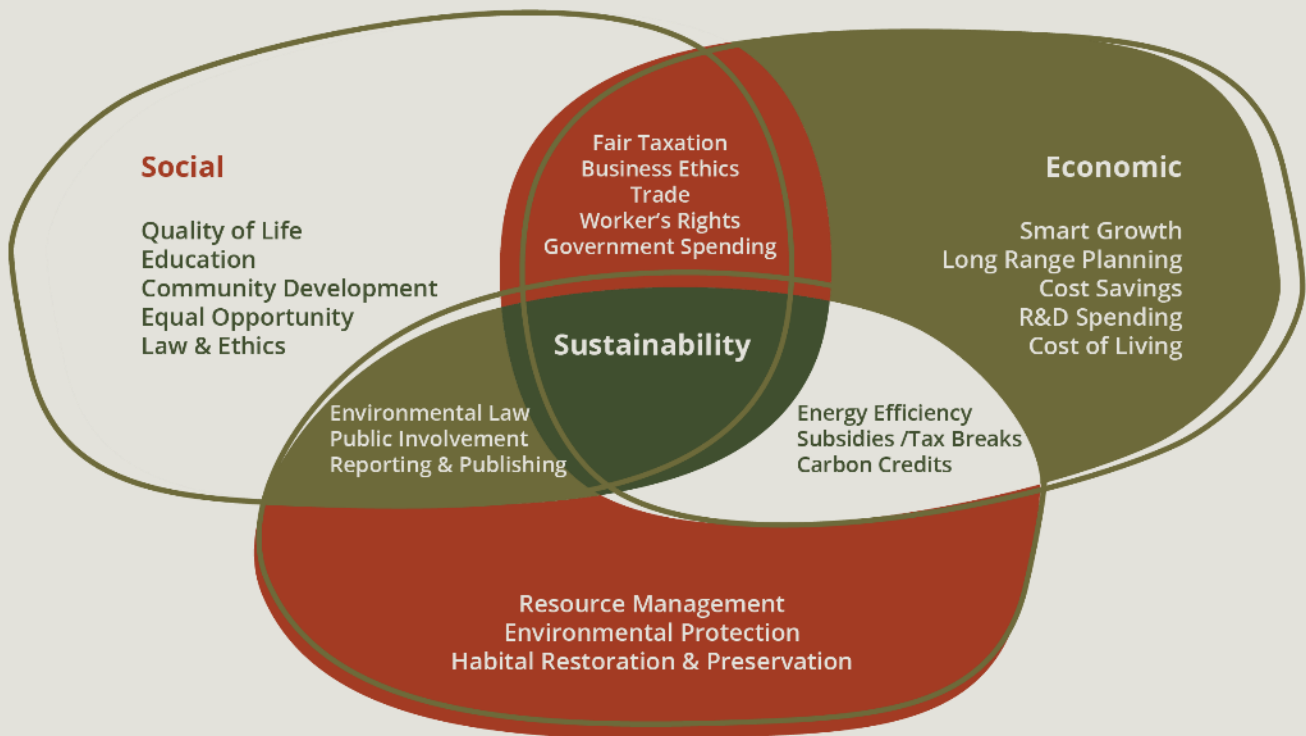 Social
Quality of Life
Education
Community Development
Equal Opportunity
Law & Ethics
Fair Taxation
Business Ethics
Trade
Worker's Rights
Government Spending
Economic
Smart Growth
Long Range Planning
Cost Savings
R&D Spending
Cost of Living
Sustainability
Environmental Law
Public Involvement
Reporting & Publishing
Energy Efficiency
Subsidies /Tax Breaks
Carbon Credits
Resource Management
Environmental Protection
Habital Restoration & Preservation